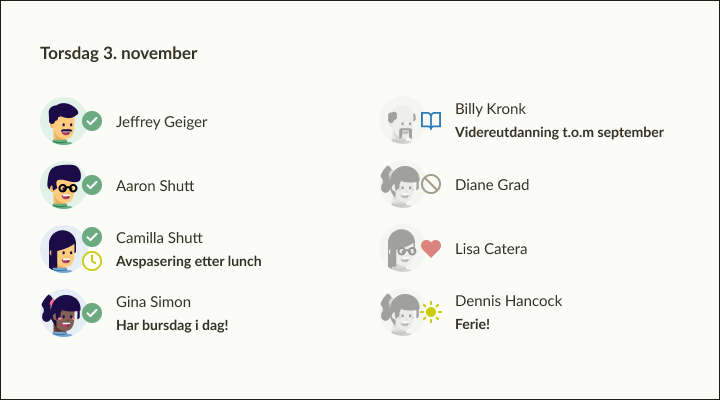 Torsdag 3. november
Jeffrey Geiger
Aaron Shutt
Camilla Shutt
Avspasering etter lunch
Gina Simon
Har bursdag i dag!
Billy Kronk
Videreutdanning t.o.m september
Diane Grad
Lisa Catera
Dennis Hancock
Ferie!